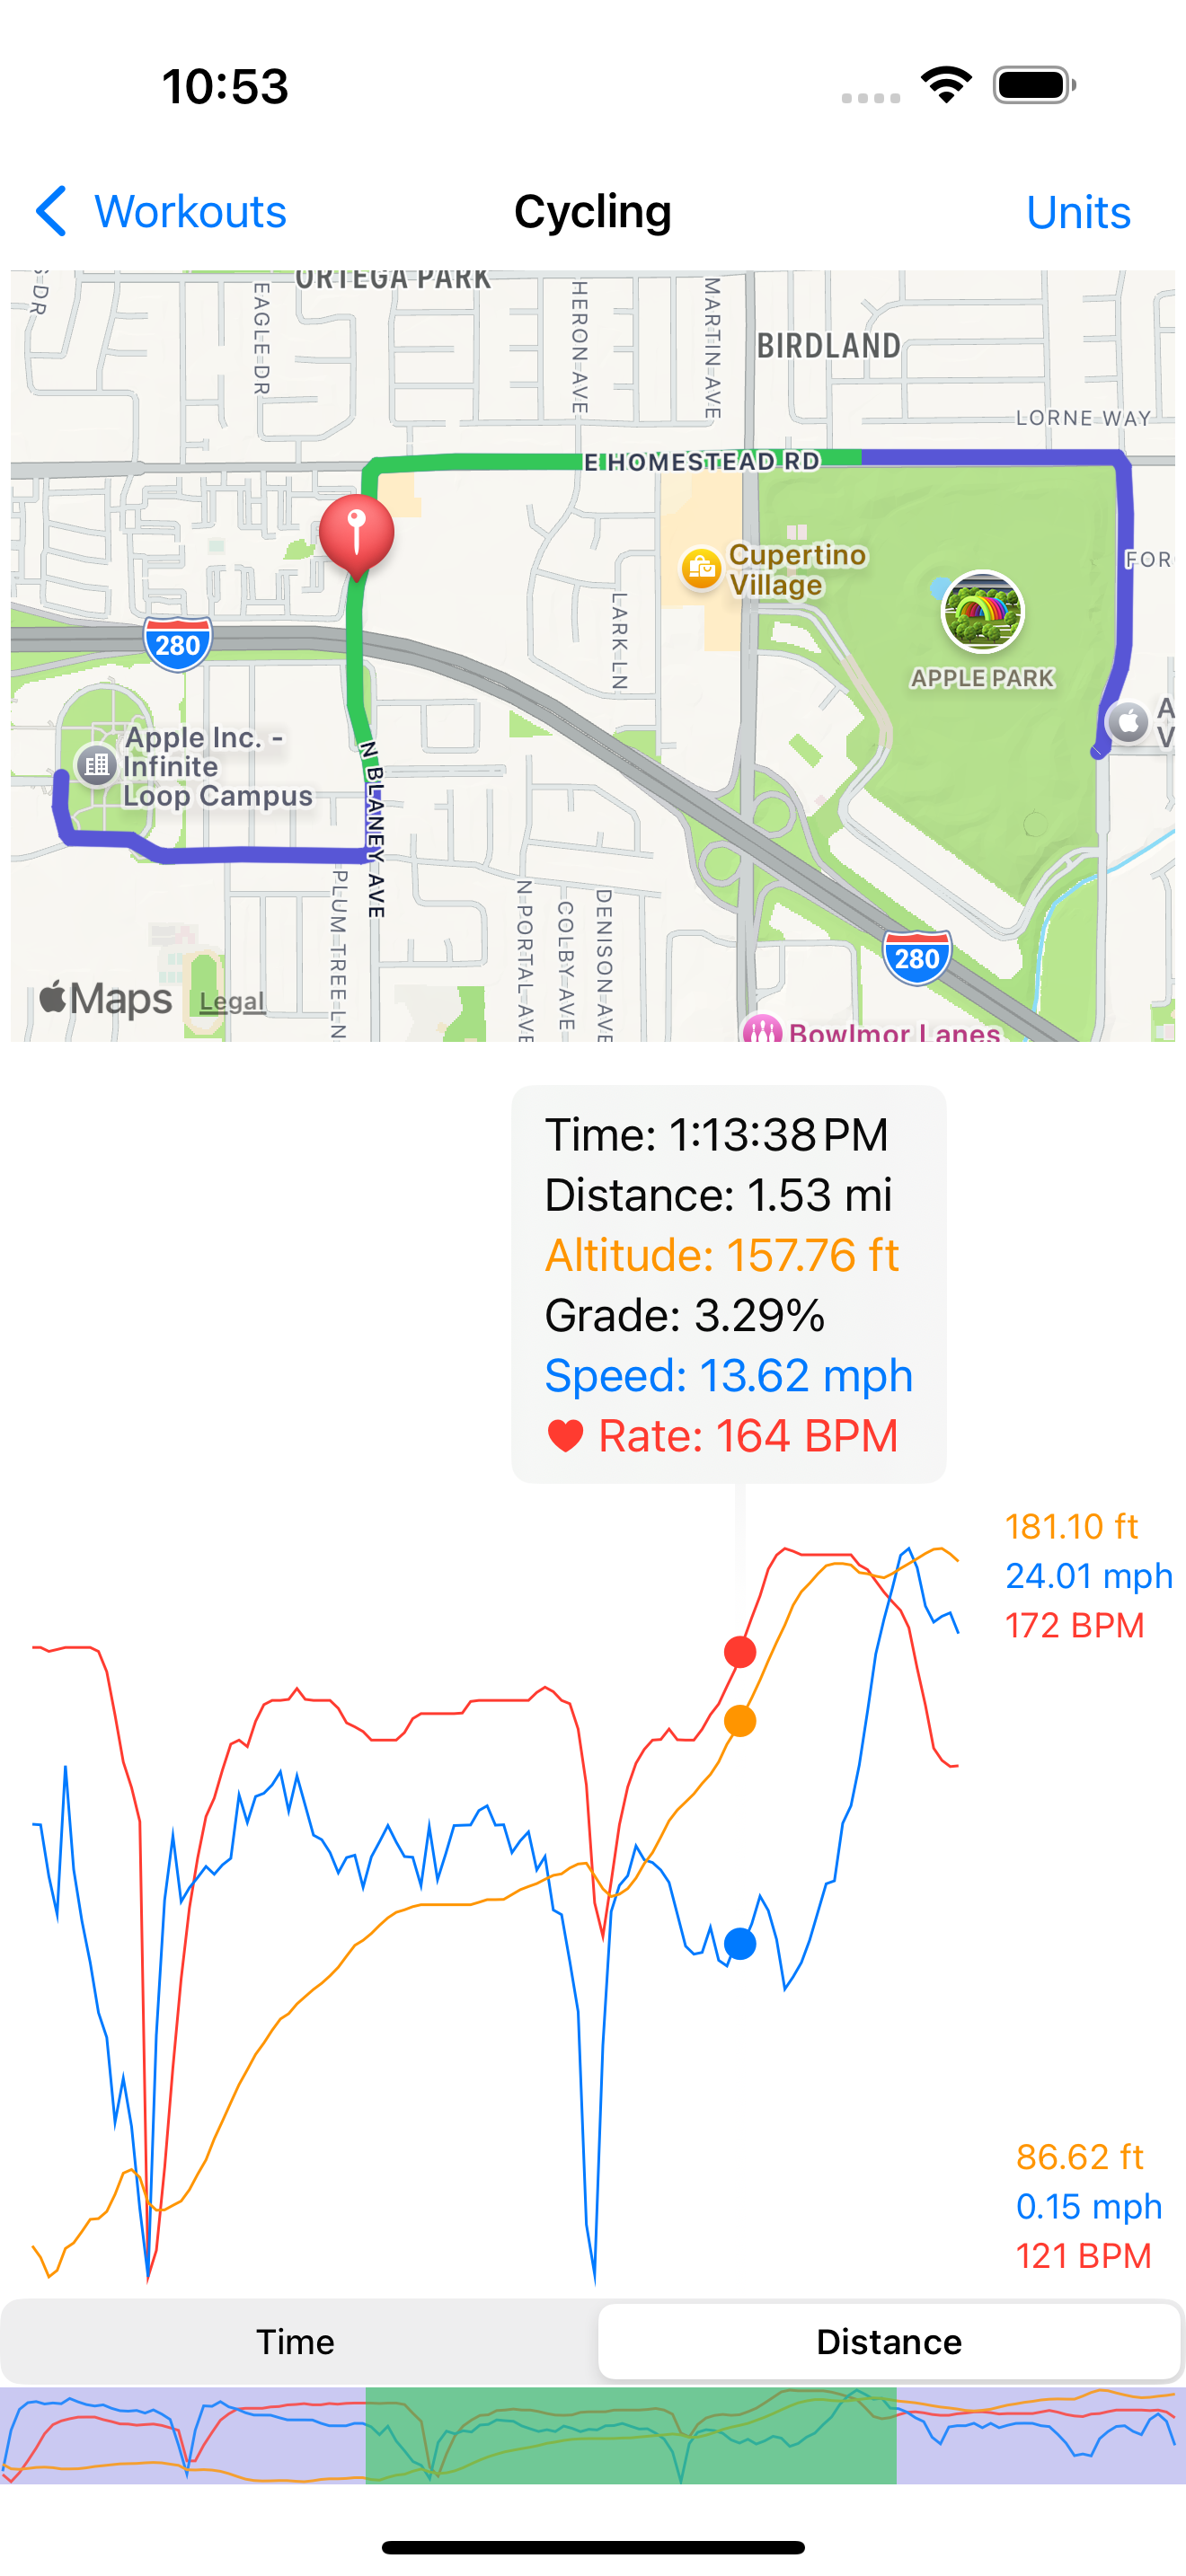 10:53
Workouts
Cycling
Units
ORTEGA PARK
EAGLE DR
HERON AVE
MARTIN AVE
BIRDLAND
LORNE WAY
E HOMESTEAD RD
Cupertino
Village
FOR
LARK LN
280
APPLE PARK
Apple Inc. -
Infinite
Loop Campus
N BLANEY AVE
PLUM TREE LN
N PORTAL AVE
COLBY AVE
DENISON AVE
280
Maps
Legal
Bowlmor Lanes
Time: 1:13:38 PM
Distance: 1.53 mi
Altitude: 157.76 ft
Grade: 3.29%
Speed: 13.62 mph
Rate: 164 BPM
181.10 ft
24.01 mph
172 BPM
86.62 ft
0.15 mph
121 BPM
Time
Distance